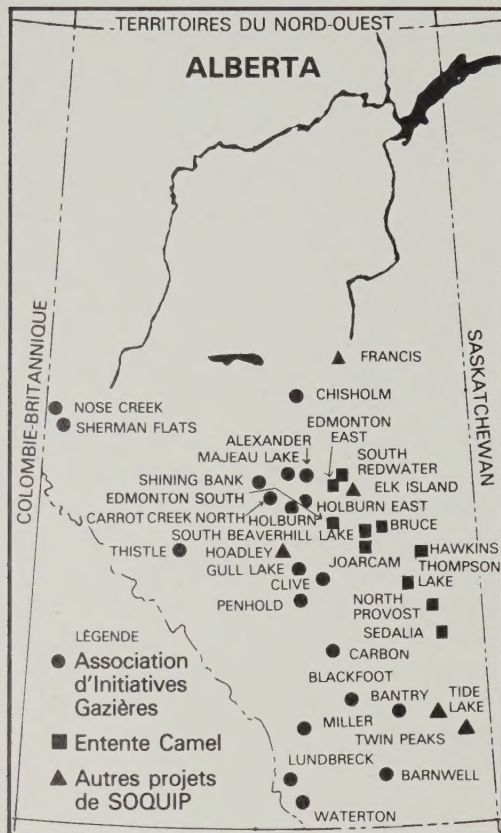 TERRITOIRES DU NORD-OUEST
ALBERTA
COLOMBIE-BRITANNIQUE
SASKATCHEWAN
FRANCIS
CHISHOLM
NOSE CREEK
SHERMAN FLATS
EDMONTON
EAST
ALEXANDER
MAJEAU LAKE
SOUTH
REDWATER
SHINING BANK
ELK ISLAND
EDMONTON SOUTH
HOLBURN EAST
CARROT CREEK NORTH
HOLBURN
SOUTH BEAVERHILL LAKE
BRUCE
THISTLE
HOADLEY
JOARCAM
HAWKINS
GULL LAKE
THOMPSON
LAKE
CLIVE
PENHOLD
NORTH
PROVOST
SEDALIA
CARBON
BLACKFOOT
BANTRY
TIDE
LAKE
MILLER
TWIN PEAKS
LUNDBRECK
BARNWELL
WATERTON
LÉGENDE
Association
d'Initiatives
Gazières
Entente Camel
Autres projets
de SOQUIP